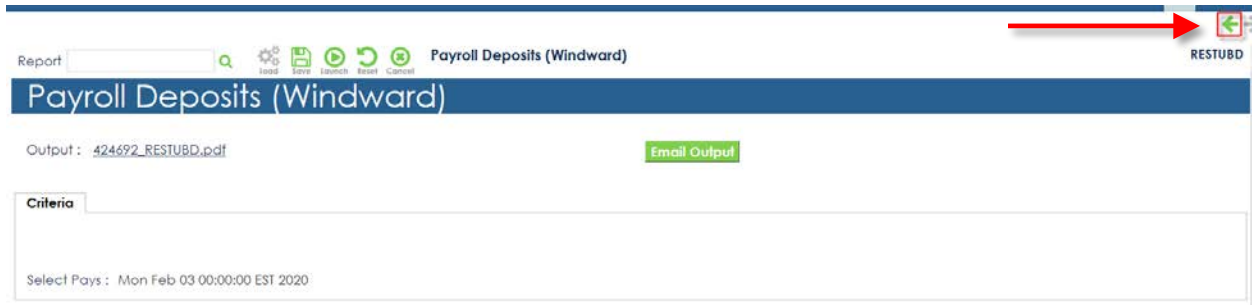 Report
Load Save Launch Reset Cancel
Payroll Deposits (Windward)
RESTUBD
Payroll Deposits (Windward)
Output : 424692_RESTUBD.pdf
Email Output
Criteria
Select Pays : Mon Feb 03 00:00:00 EST 2020